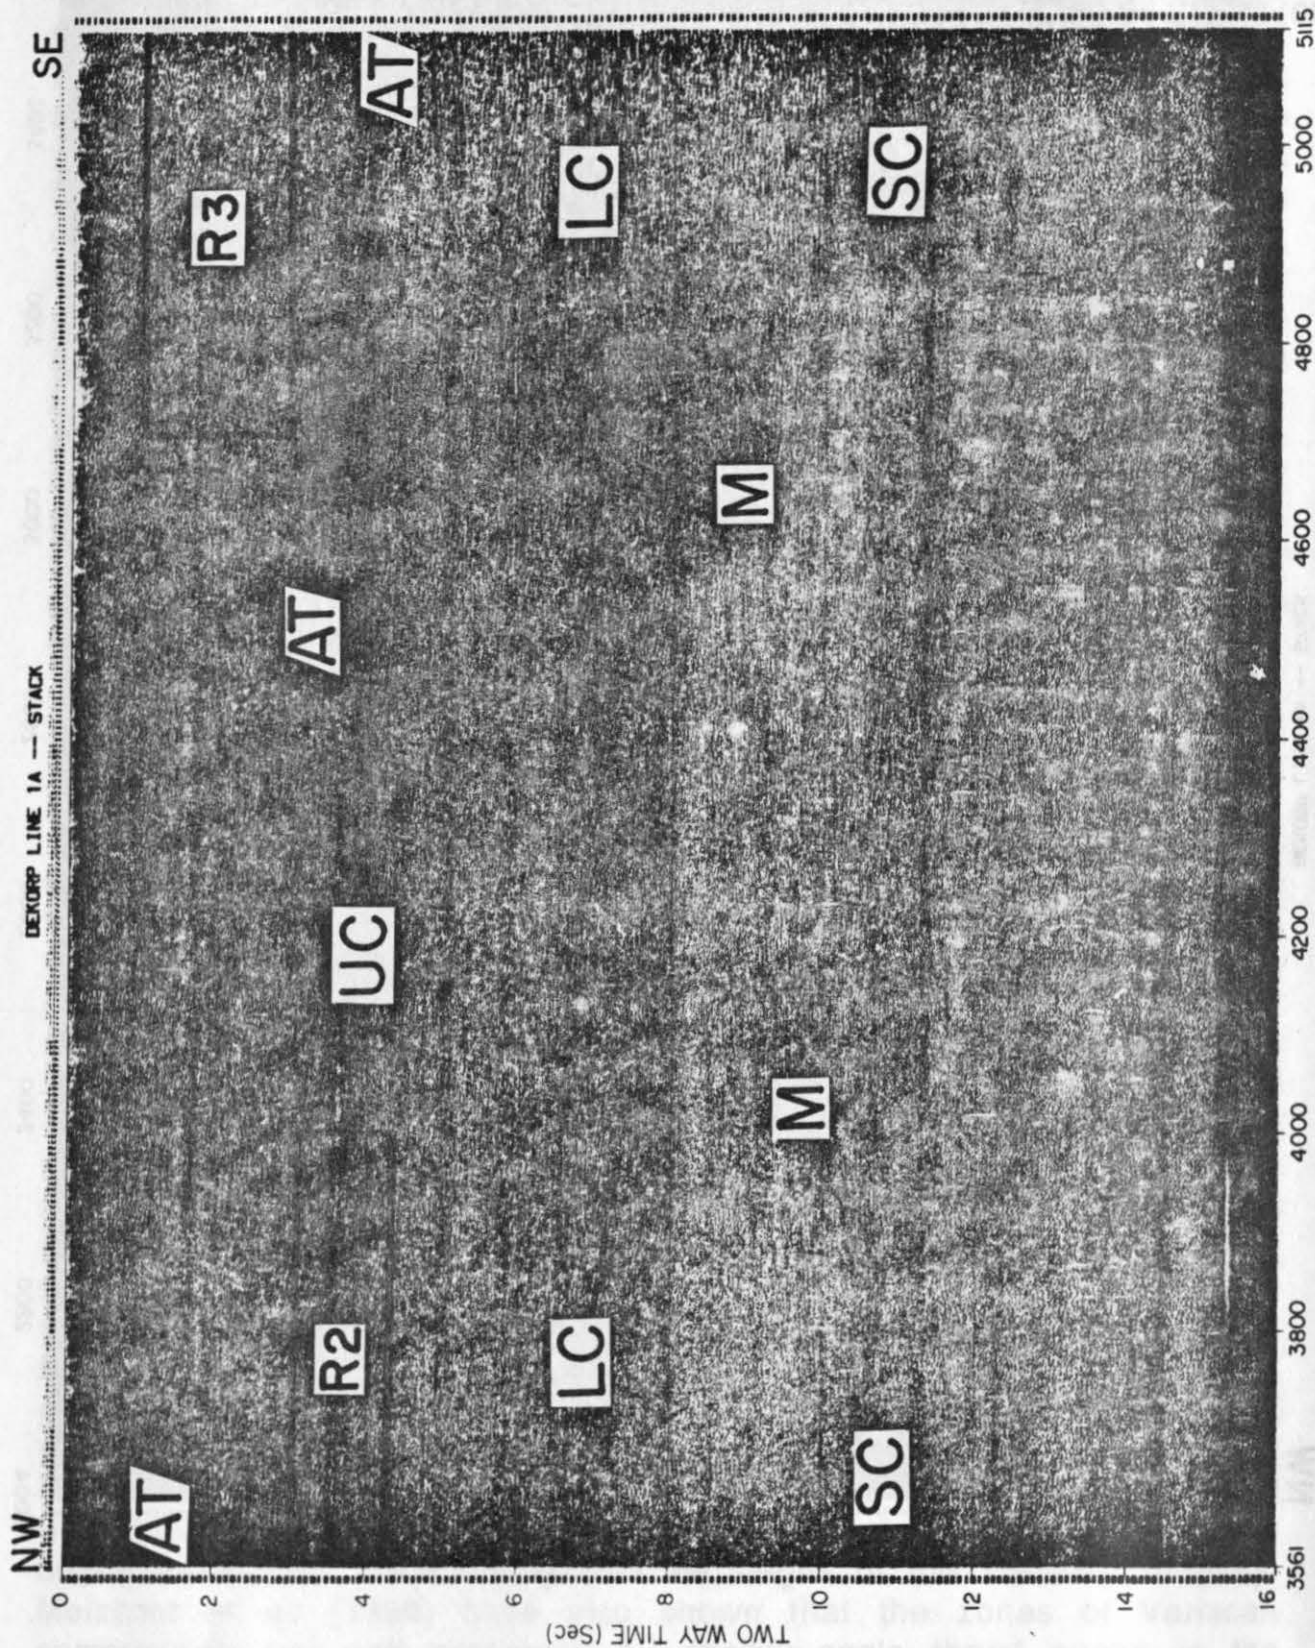 NW
SE
DEKORP LINE 1A -- STACK
AT
AT
R3
AT
UC
R2
LC
LC
M
M
SC
SC
0
2
4
6
8
10
12
14
16
TWO WAY TIME (Sec)
3561
3800
4000
4200
4400
4600
4800
5000
5115